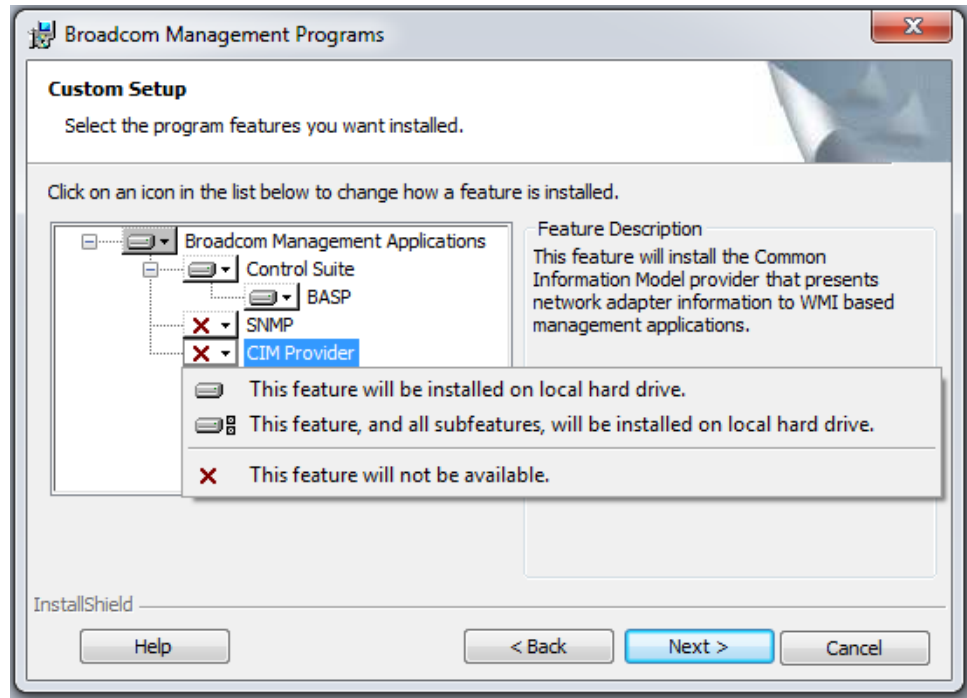 Broadcom Management Programs
Custom Setup
Select the program features you want installed.
Click on an icon in the list below to change how a feature is installed.
Broadcom Management Applications
Control Suite
BASP
SNMP
CIM Provider
Feature Description
This feature will install the Common
Information Model provider that presents
network adapter information to WMI based
management applications.
This feature will be installed on local hard drive.
This feature, and all subfeatures, will be installed on local hard drive.
This feature will not be available.
InstallShield
Help
< Back
Next >
Cancel